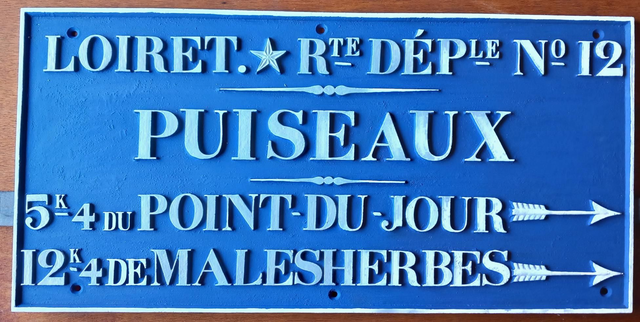 LOIRET. ★ RTE DÉPLE NO 12
PUISEAUX
5K4 DU POINT-DU-JOUR
12K4 DE MALESHERBES